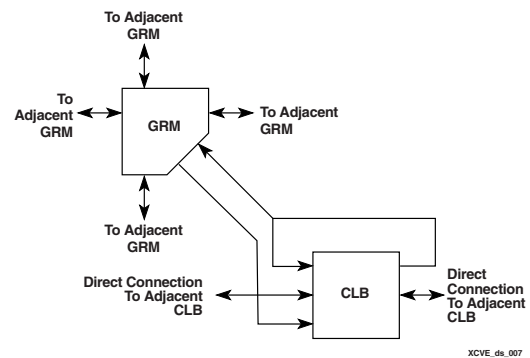 To Adjacent
GRM
To
Adjacent
GRM
GRM
To Adjacent
GRM
To Adjacent
GRM
Direct Connection
To Adjacent
CLB
CLB
Direct
Connection
To Adjacent
CLB
XCVE_ds_007